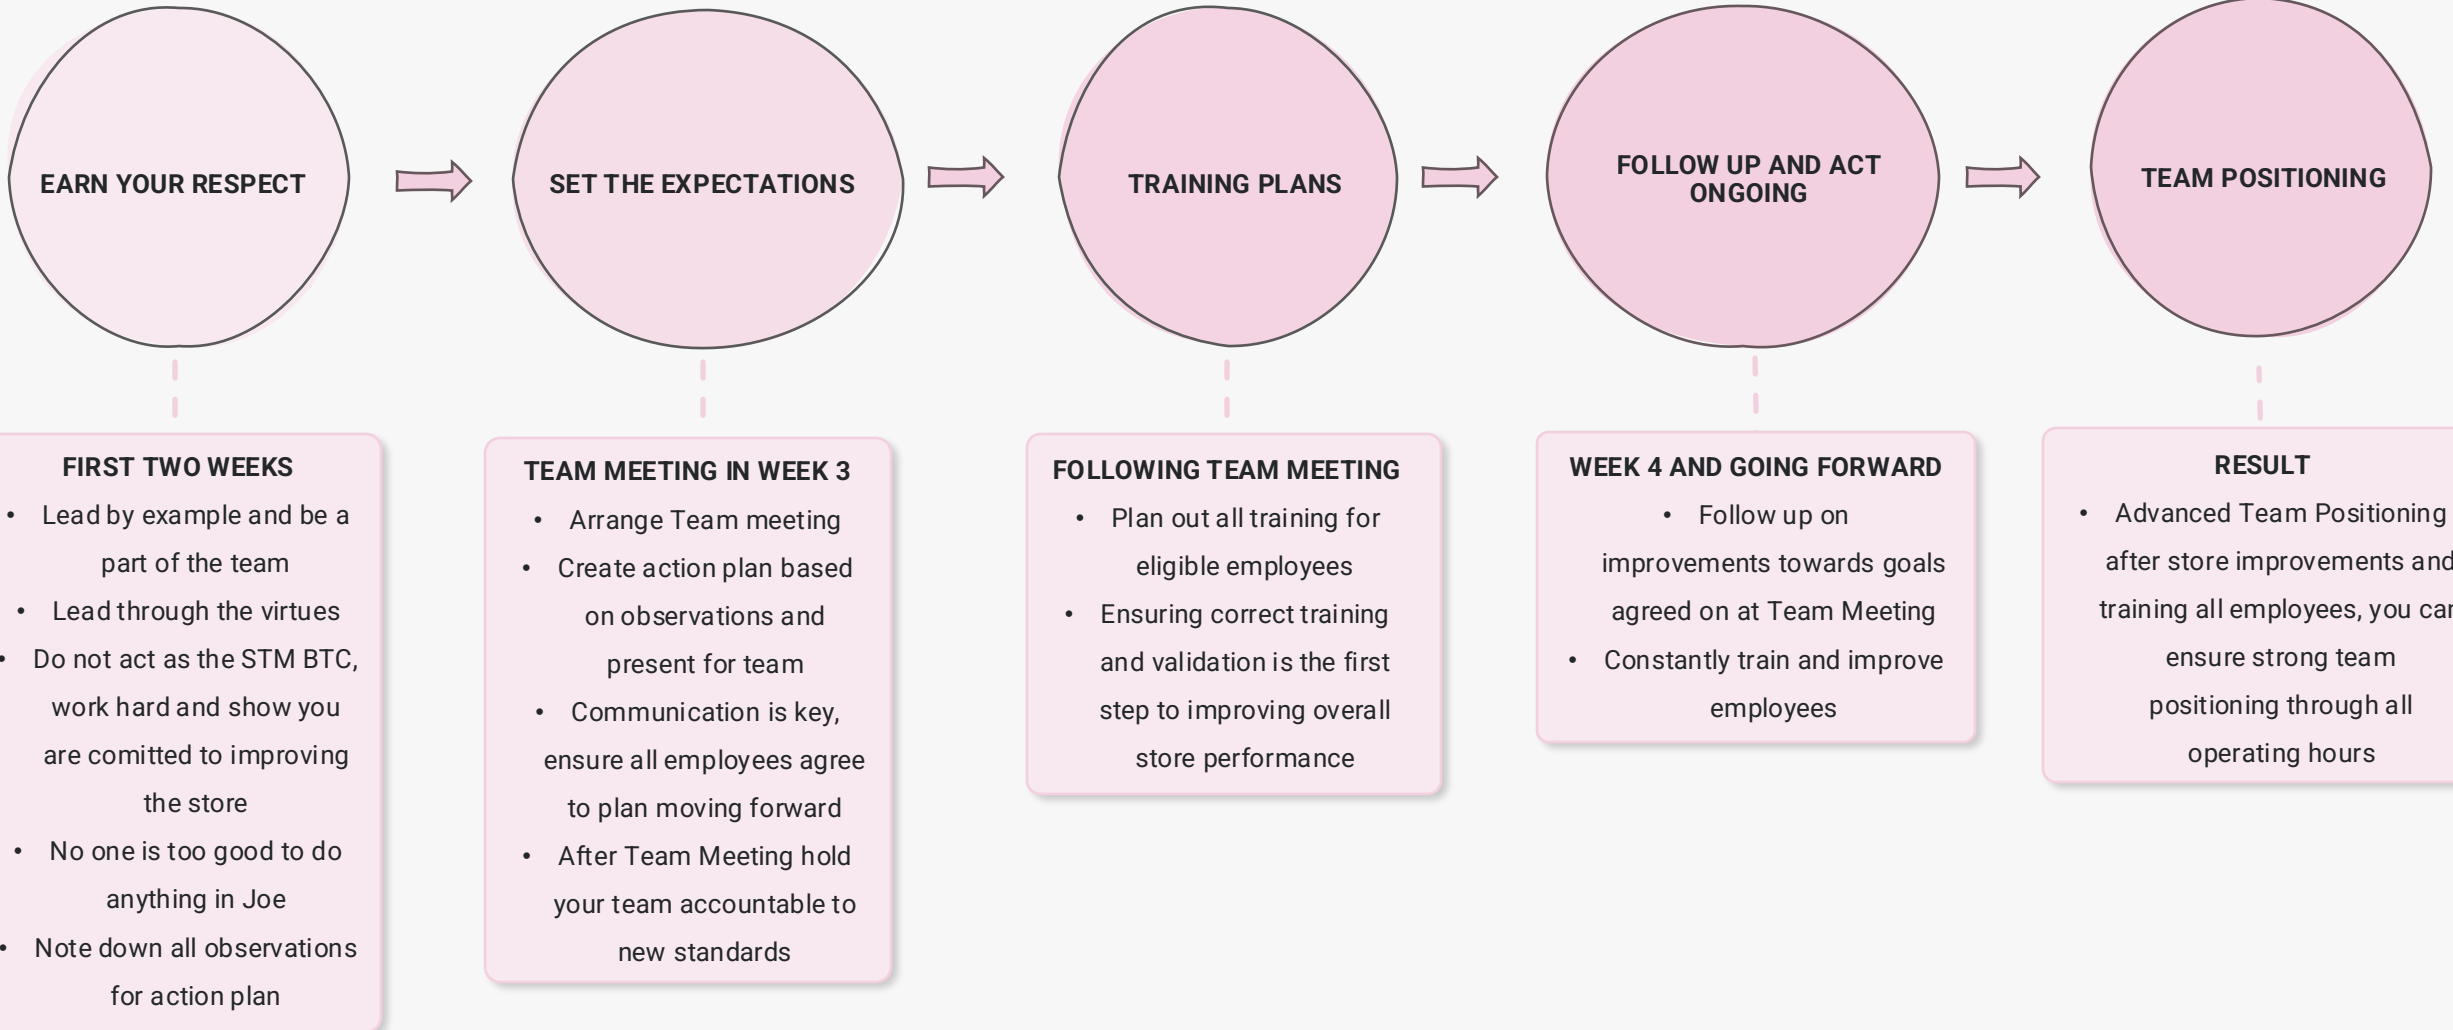 EARN YOUR RESPECT
SET THE EXPECTATIONS
TRAINING PLANS
FOLLOW UP AND ACT
ONGOING
TEAM POSITIONING
FIRST TWO WEEKS
• Lead by example and be a
part of the team
• Lead through the virtues
• Do not act as the STM BTC,
work hard and show you
are comitted to improving
the store
• No one is too good to do
anything in Joe
• Note down all observations
for action plan
TEAM MEETING IN WEEK 3
• Arrange Team meeting
• Create action plan based
on observations and
present for team
• Communication is key,
ensure all employees agree
to plan moving forward
• After Team Meeting hold
your team accountable to
new standards
FOLLOWING TEAM MEETING
• Plan out all training for
eligible employees
• Ensuring correct training
and validation is the first
step to improving overall
store performance
WEEK 4 AND GOING FORWARD
• Follow up on
improvements towards goals
agreed on at Team Meeting
• Constantly train and improve
employees
RESULT
• Advanced Team Positioning
after store improvements and
training all employees, you can
ensure strong team
positioning through all
operating hours